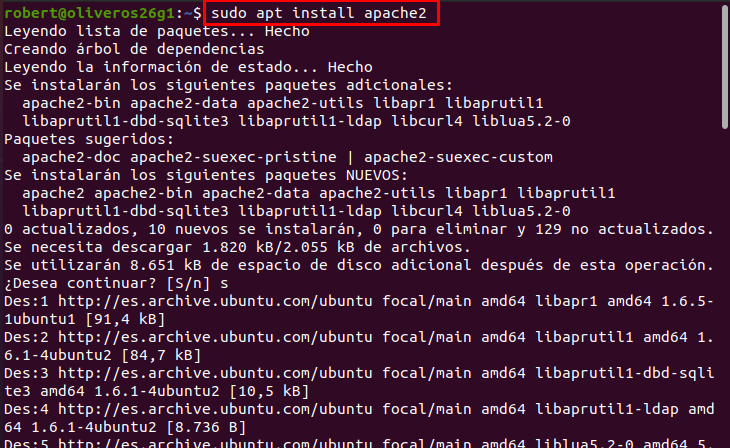 robert@oliveros26g1:~$ sudo apt install apache2
Leyendo lista de paquetes... Hecho
Creando árbol de dependencias
Leyendo la información de estado... Hecho
Se instalarán los siguientes paquetes adicionales:
apache2-bin apache2-data apache2-utils libapr1 libaprutil1
libaprutil1-dbd-sqlite3 libaprutil1-ldap libcurl4 liblua5.2-0
Paquetes sugeridos:
apache2-doc apache2-suexec-pristine | apache2-suexec-custom
Se instalarán los siguientes paquetes NUEVOS:
apache2 apache2-bin apache2-data apache2-utils libapr1 libaprutil1
libaprutil1-dbd-sqlite3 libaprutil1-ldap libcurl4 liblua5.2-0
0 actualizados, 10 nuevos se instalarán, 0 para eliminar y 129 no actualizados.
Se necesita descargar 1.820 kB/2.055 kB de archivos.
Se utilizarán 8.651 kB de espacio de disco adicional después de esta operación.
¿Desea continuar? [S/n] s
Des:1 http://es.archive.ubuntu.com/ubuntu focal/main amd64 libapr1 amd64 1.6.5-
1ubuntu1 [91,4 kB]
Des:2 http://es.archive.ubuntu.com/ubuntu focal/main amd64 libaprutil1 amd64 1.
6.1-4ubuntu2 [84,7 kB]
Des:3 http://es.archive.ubuntu.com/ubuntu focal/main amd64 libaprutil1-dbd-sqli
te3 amd64 1.6.1-4ubuntu2 [10,5 kB]
Des:4 http://es.archive.ubuntu.com/ubuntu focal/main amd64 libaprutil1-ldap amd
64 1.6.1-4ubuntu2 [8.736 B]
Des:5 http://es.archive.ubuntu.com/ubuntu focal/main amd64 liblua5.2-0 amd64 5.